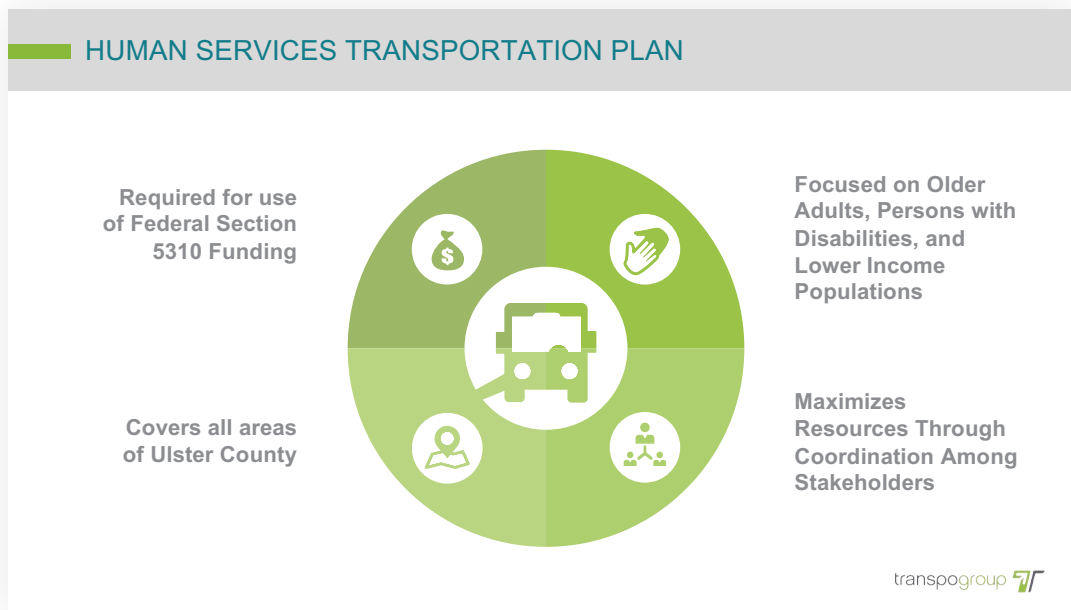 HUMAN SERVICES TRANSPORTATION PLAN
Required for use
of Federal Section
5310 Funding
Focused on Older
Adults, Persons with
Disabilities, and
Lower Income
Populations
$
Covers all areas
of Ulster County
Maximizes
Resources Through
Coordination Among
Stakeholders
transpogroup